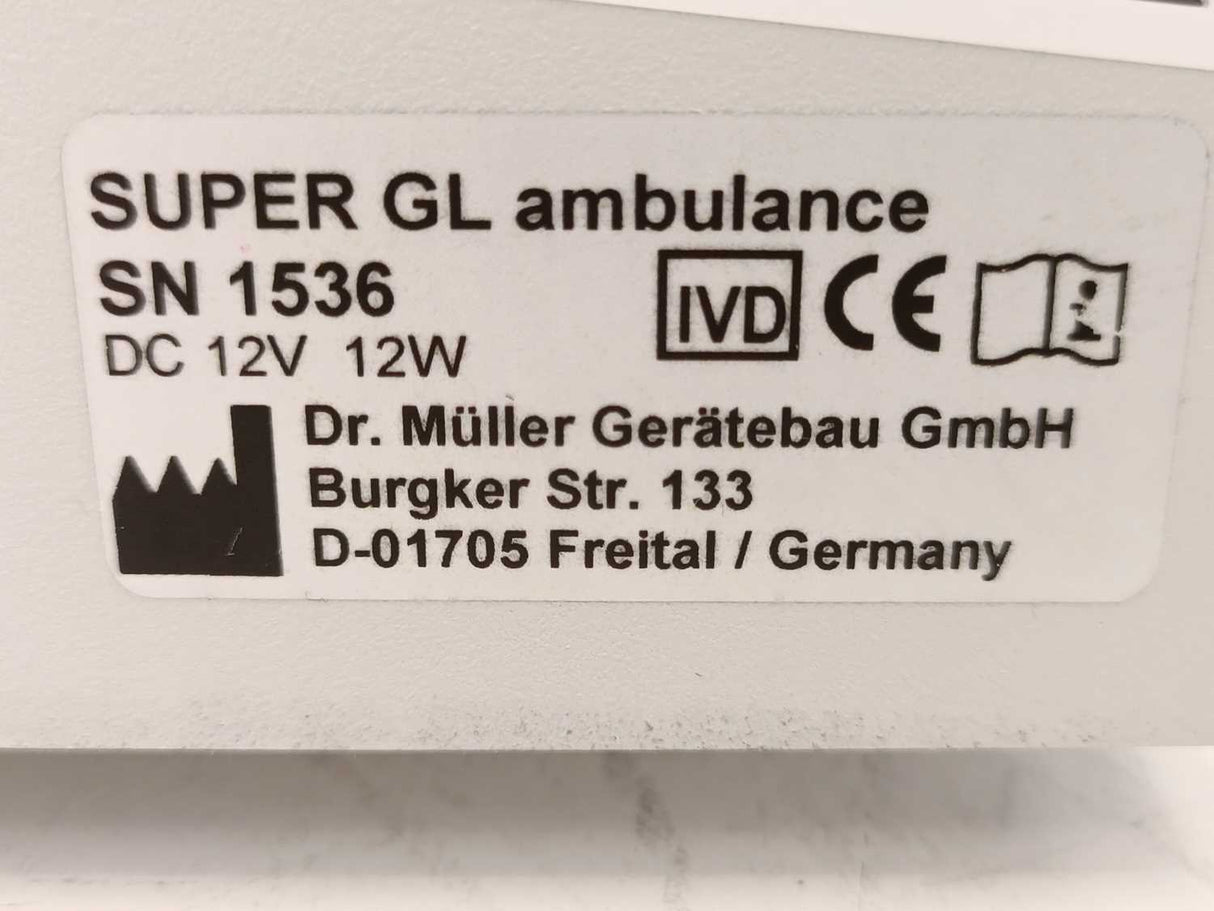 SUPER GL ambulance
SN 1536
IVD CE
DC 12V 12W
Dr. Müller Gerätebau GmbH
Burgker Str. 133
D-01705 Freital / Germany